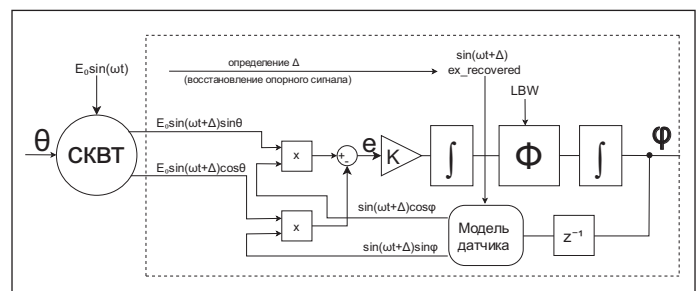 sin(ωt+Δ)
определение Δ
(восстановление опорного сигнала)
ex_recovered
E₀sin(ωt)
LBW
θ
СКВТ
E₀sin(ωt+Δ)sinθ
E₀sin(ωt+Δ)cosθ
x
+
-
e
K
∫
Φ
∫
φ
x
sin(ωt+Δ)cosφ
sin(ωt+Δ)sinφ
Модель
датчика
z⁻¹